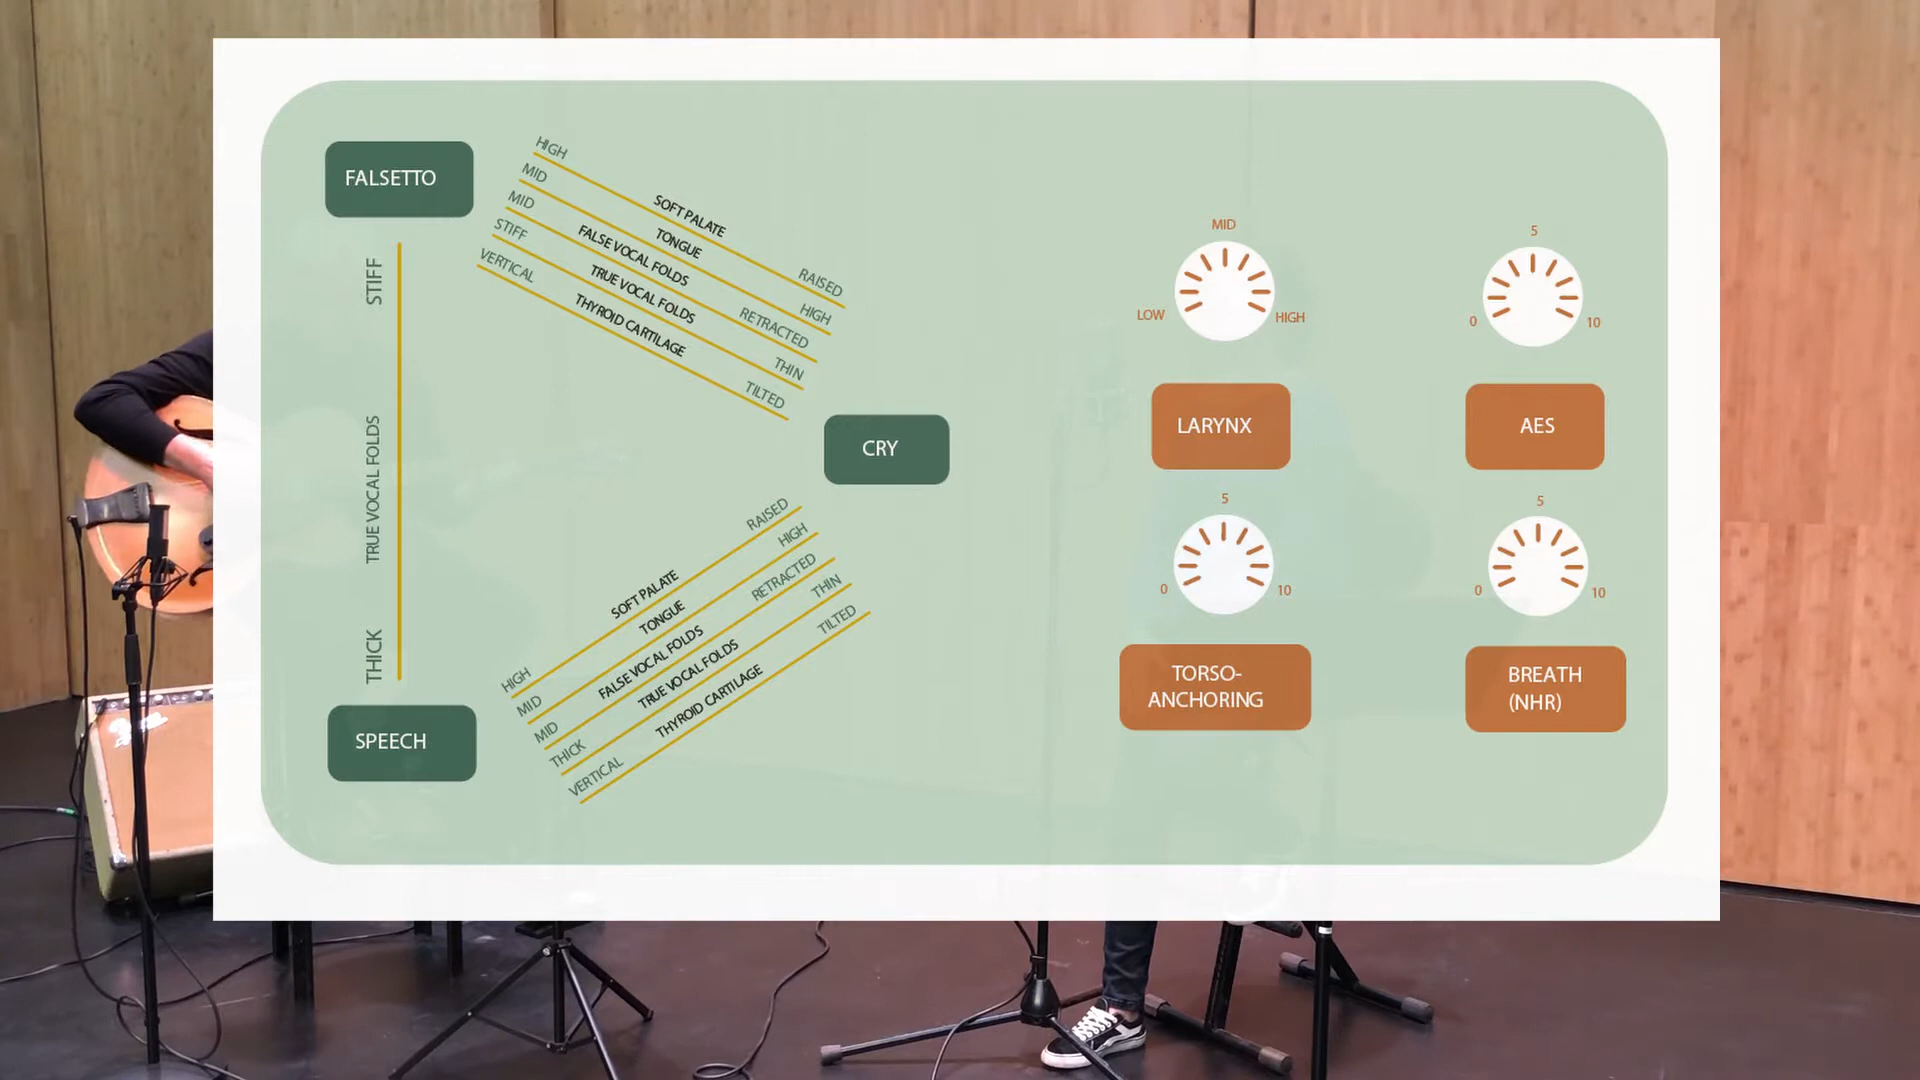 FALSETTO
STIFF
TRUE VOCAL FOLDS
THICK
SPEECH
HIGH SOFT PALATE RAISED
MID TONGUE HIGH
MID FALSE VOCAL FOLDS RETRACTED
STIFF TRUE VOCAL FOLDS THIN
VERTICAL THYROID CARTILAGE TILTED
CRY
HIGH SOFT PALATE RAISED
MID TONGUE HIGH
MID FALSE VOCAL FOLDS RETRACTED
THICK TRUE VOCAL FOLDS THIN
VERTICAL THYROID CARTILAGE TILTED
MID
LOW HIGH
LARYNX
5
0 10
AES
5
0 10
TORSO-
ANCHORING
5
0 10
BREATH
(NHR)